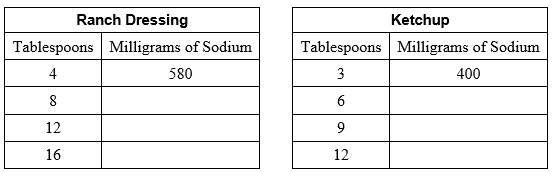 Ranch Dressing
Tablespoons Milligrams of Sodium
4 580
8
12
16
Ketchup
Tablespoons Milligrams of Sodium
3 400
6
9
12